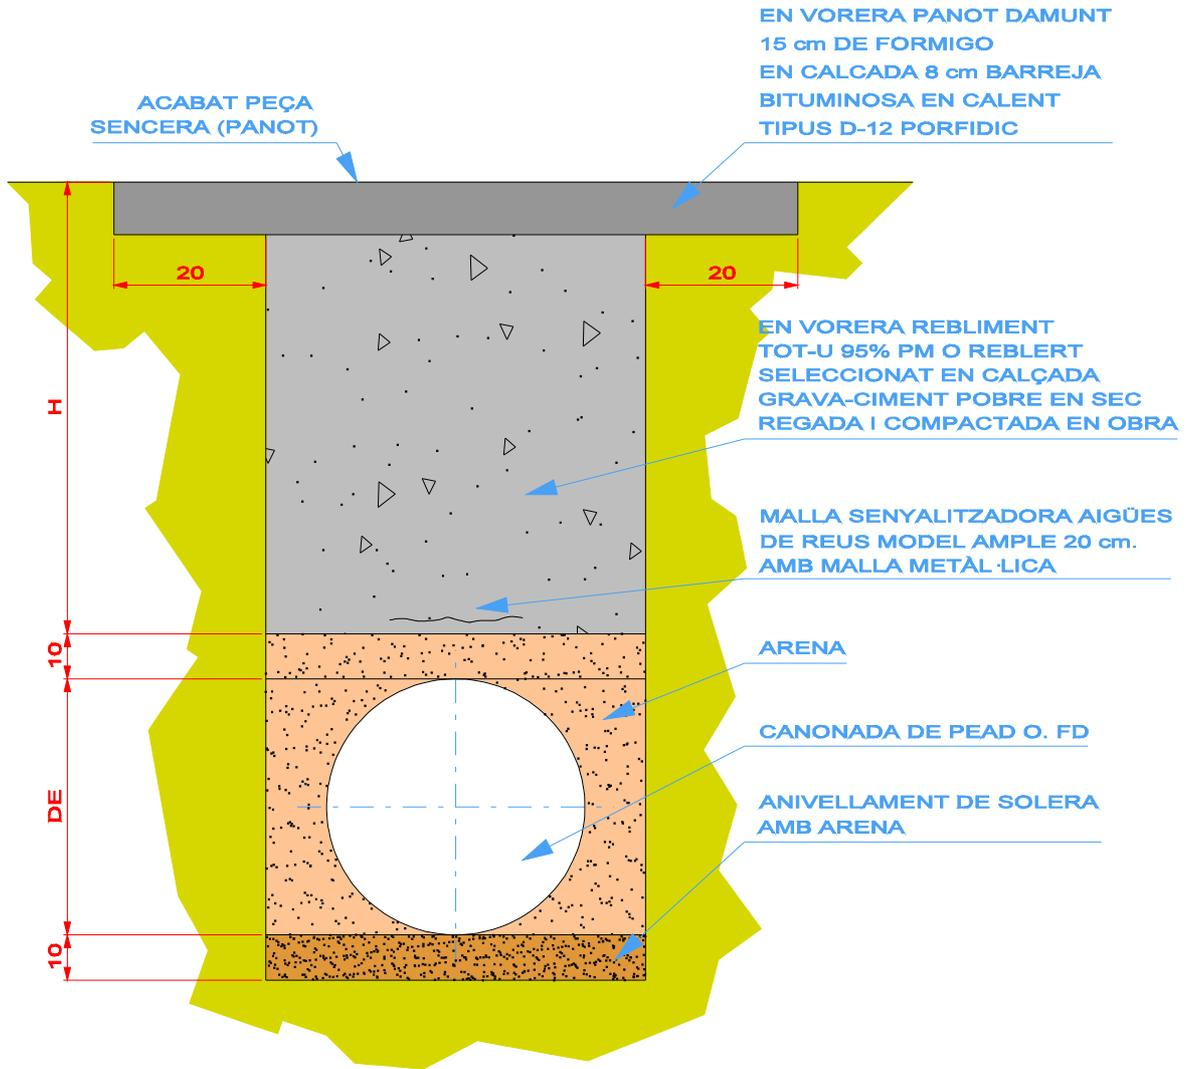 EN VORERA PANOT DAMUNT
15 cm DE FORMIGO
EN CALCADA 8 cm BARREJA
BITUMINOSA EN CALENT
TIPUS D-12 PORFIDIC
ACABAT PEÇA
SENCERA (PANOT)
20
20
EN VORERA REBLIMENT
TOT-U 95% PM O REBLERT
SELECCIONAT EN CALÇADA
GRAVA-CIMENT POBRE EN SEC
REGADA I COMPACTADA EN OBRA
H
MALLA SENYALITZADORA AIGÜES
DE REUS MODEL AMPLE 20 cm.
AMB MALLA METÀL·LICA
10
ARENA
CANONADA DE PEAD O. FD
DE
ANIVELLAMENT DE SOLERA
AMB ARENA
10